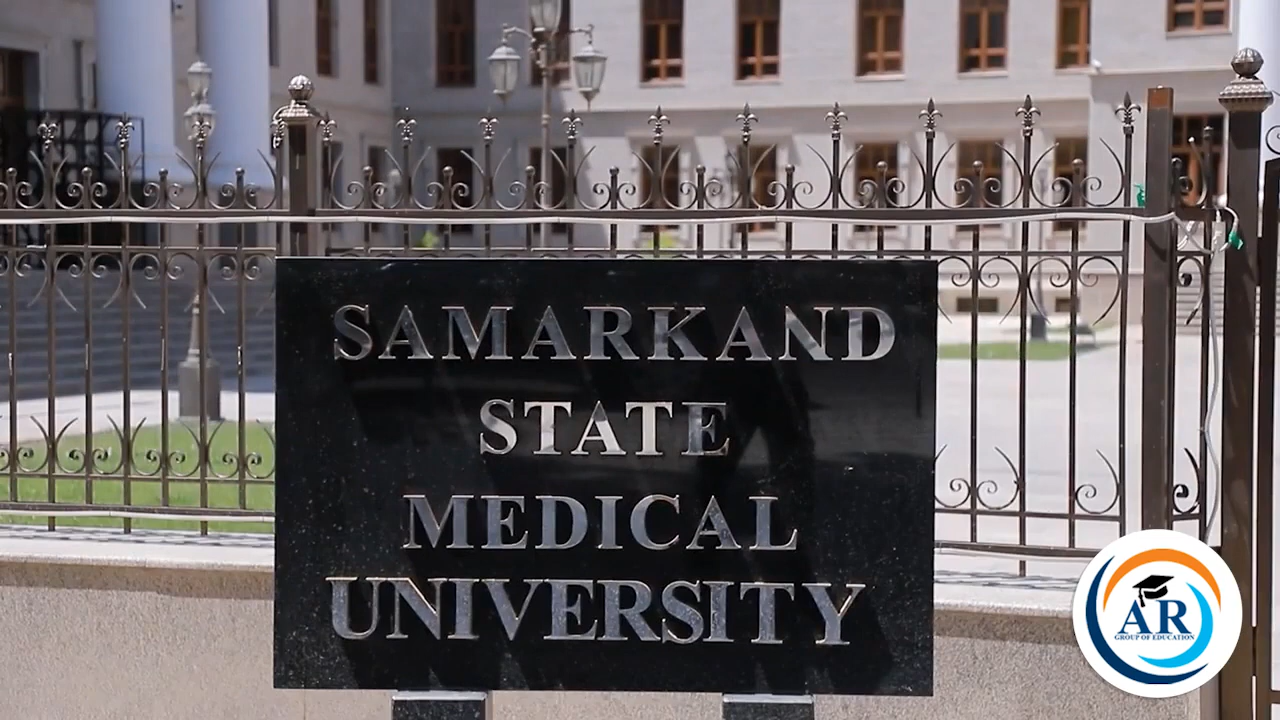 SAMARKAND
STATE
MEDICAL
UNIVERSITY
AR
GROUP OF EDUCATION